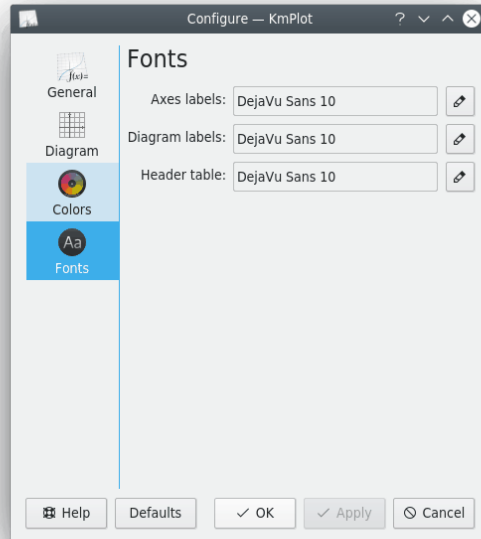 Configure — KmPlot
f(x)=
General
Diagram
Colors
Aa
Fonts
Fonts
Axes labels: DejaVu Sans 10
Diagram labels: DejaVu Sans 10
Header table: DejaVu Sans 10
Help Defaults OK Apply Cancel